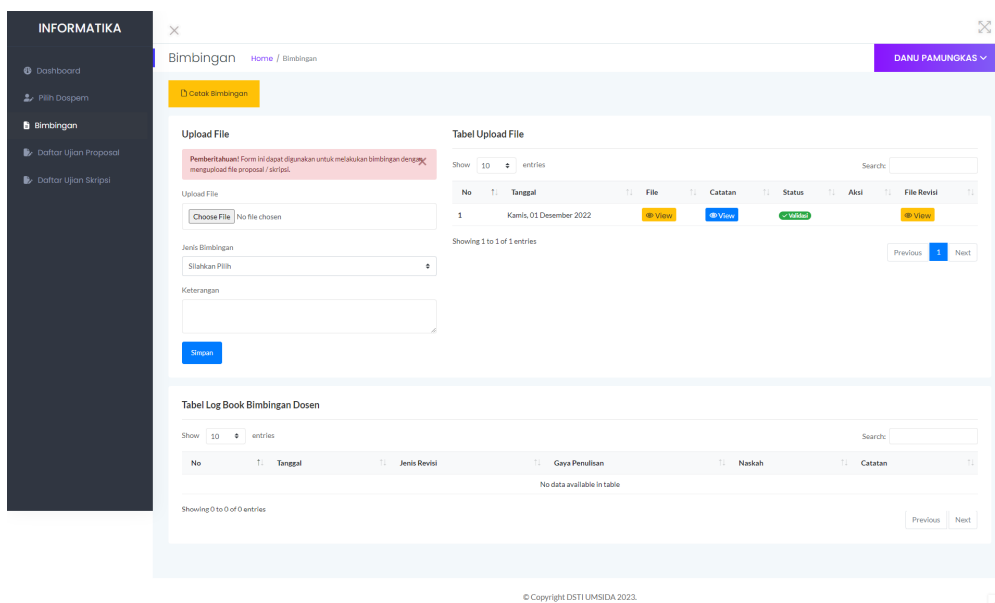 INFORMATIKA
Dashboard
Pilih Dospem
Bimbingan
Daftar Ujian Proposal
Daftar Ujian Skripsi
Bimbingan Home / Bimbingan
DANU PAMUNGKAS
Cetak Bimbingan
Upload File
Pemberitahuan! Form ini dapat digunakan untuk melakukan bimbingan dengan
mengupload file proposal / skripsi.
Upload File
Choose File No file chosen
Jenis Bimbingan
Silahkan Pilih
Keterangan
Simpan
Tabel Upload File
Show 10 entries
Search:
No Tanggal File Catatan Status Aksi File Revisi
1 Kamis, 01 Desember 2022 View View Validasi View
Showing 1 to 1 of 1 entries
Previous 1 Next
Tabel Log Book Bimbingan Dosen
Show 10 entries
Search:
No Tanggal Jenis Revisi Gaya Penulisan Naskah Catatan
No data available in table
Showing 0 to 0 of 0 entries
Previous Next
© Copyright DSTI UMSIDA 2023.